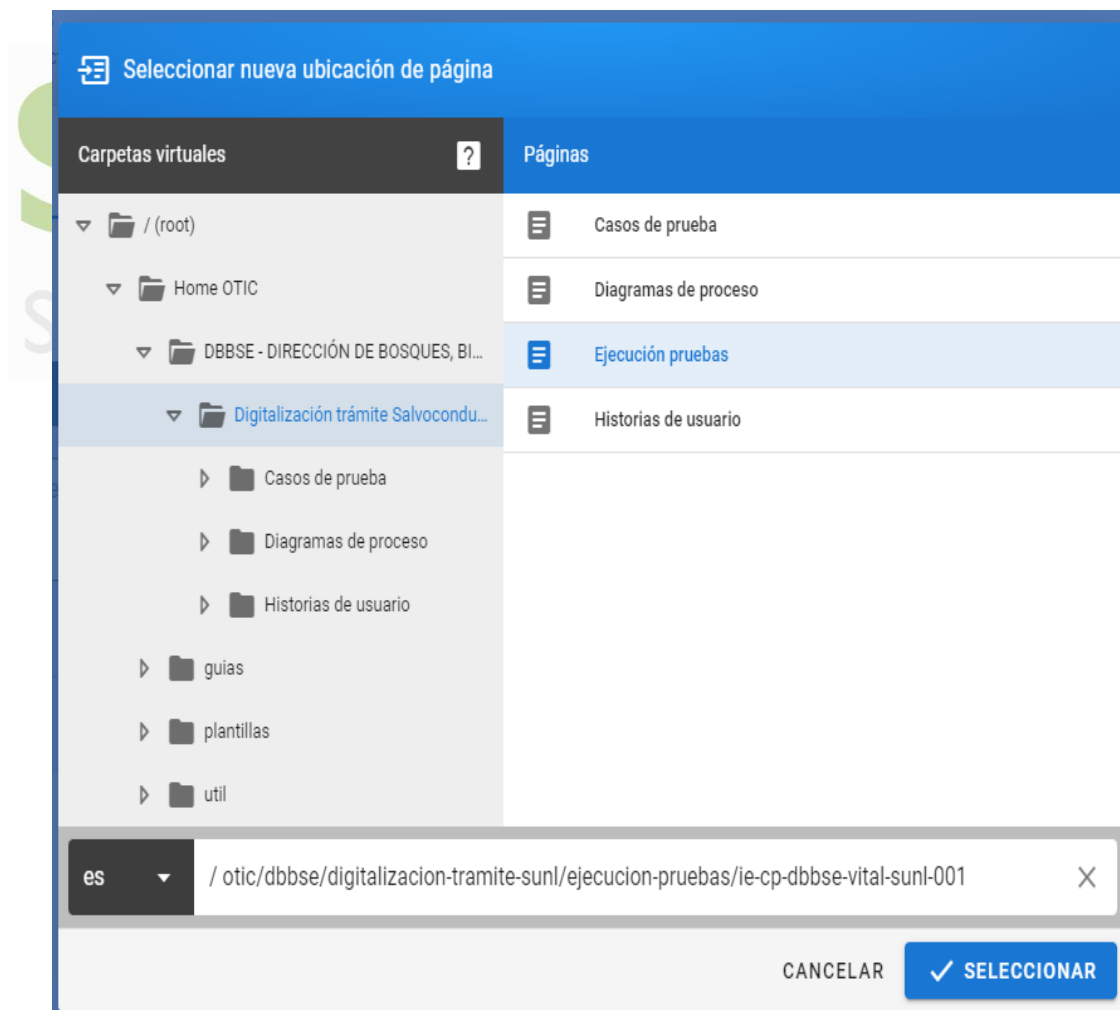 Seleccionar nueva ubicación de página
Carpetas virtuales
?
Páginas
/ (root)
Home OTIC
DBBSE - DIRECCIÓN DE BOSQUES, BI...
Digitalización trámite Salvocondu...
Casos de prueba
Diagramas de proceso
Historias de usuario
guias
plantillas
util
Casos de prueba
Diagramas de proceso
Ejecución pruebas
Historias de usuario
es
/ otic/dbbse/digitalizacion-tramite-sunl/ejecucion-pruebas/ie-cp-dbbse-vital-sunl-001
CANCELAR
SELECCIONAR